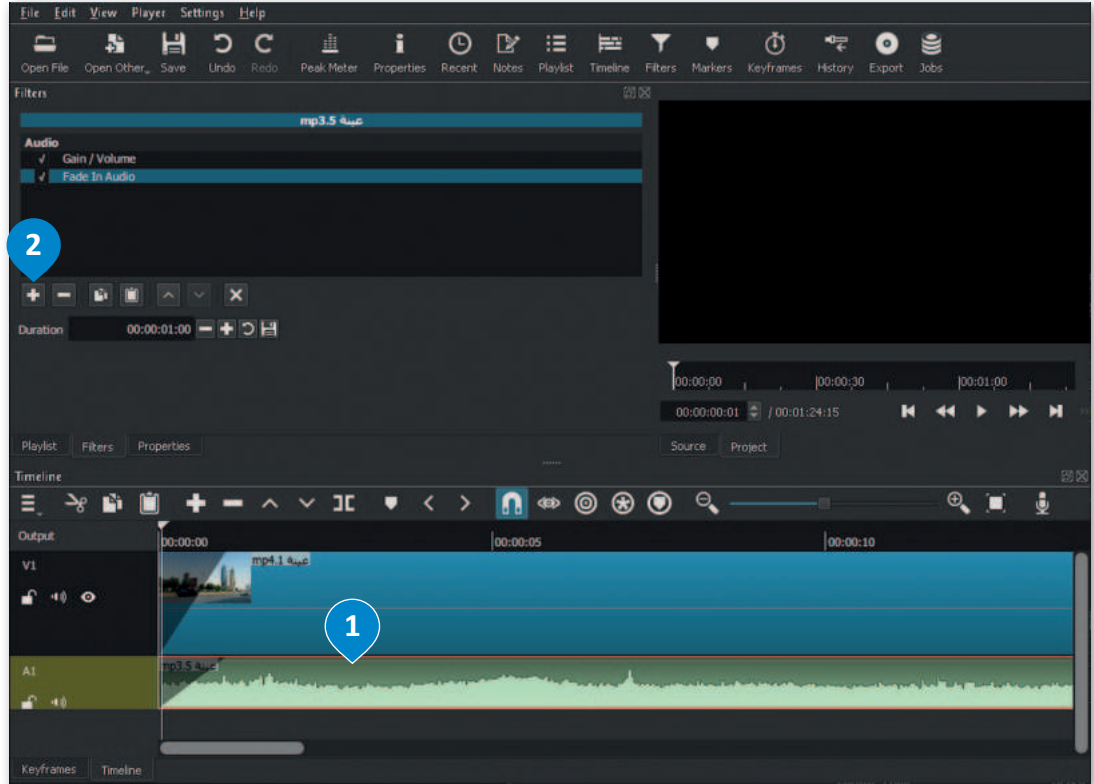 File Edit View Player Settings Help
Open File Open Other... Save Undo Redo Peak Meter Properties Recent Notes Playlist Timeline Filters Markers Keyframes History Export Jobs
Filters
عينة mp3.5
Audio
✓ Gain / Volume
✓ Fade In Audio
2
Duration 00:00:01:00
00:00:00 00:00:30 00:01:00
00:00:00:01 / 00:01:24:15
Playlist Filters Properties
Source Project
Timeline
Output
00:00:00 00:00:05 00:00:10
V1
عينة mp4.1
1
A1
عينة mp3.5
Keyframes Timeline